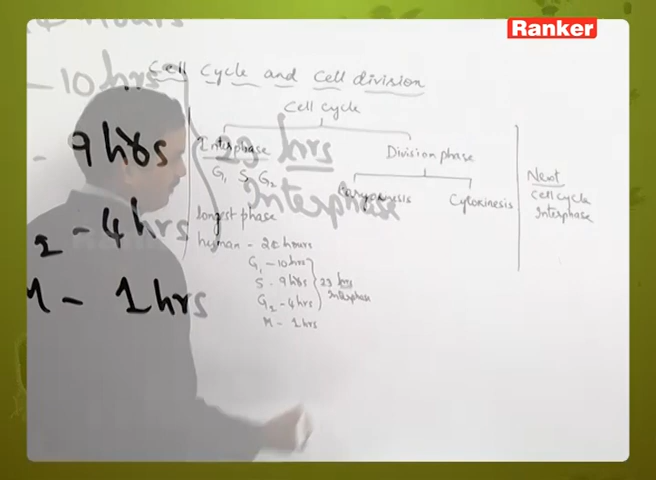 Ranker
Cell Cycle and Cell division
Cell cycle
Interphase
Division phase
G1 S G2
Caryokinesis
Cytokinesis
longest phase
human - 24 hours
G1 - 10 hrs
S - 9 hrs
G2 - 4 hrs
23 hrs
Interphase
M - 1 hrs
Next
Cell cycle
Interphase
- 10 hrs
9 hrs
2 - 4 hrs
M - 1 hrs
23 hrs
Interphase